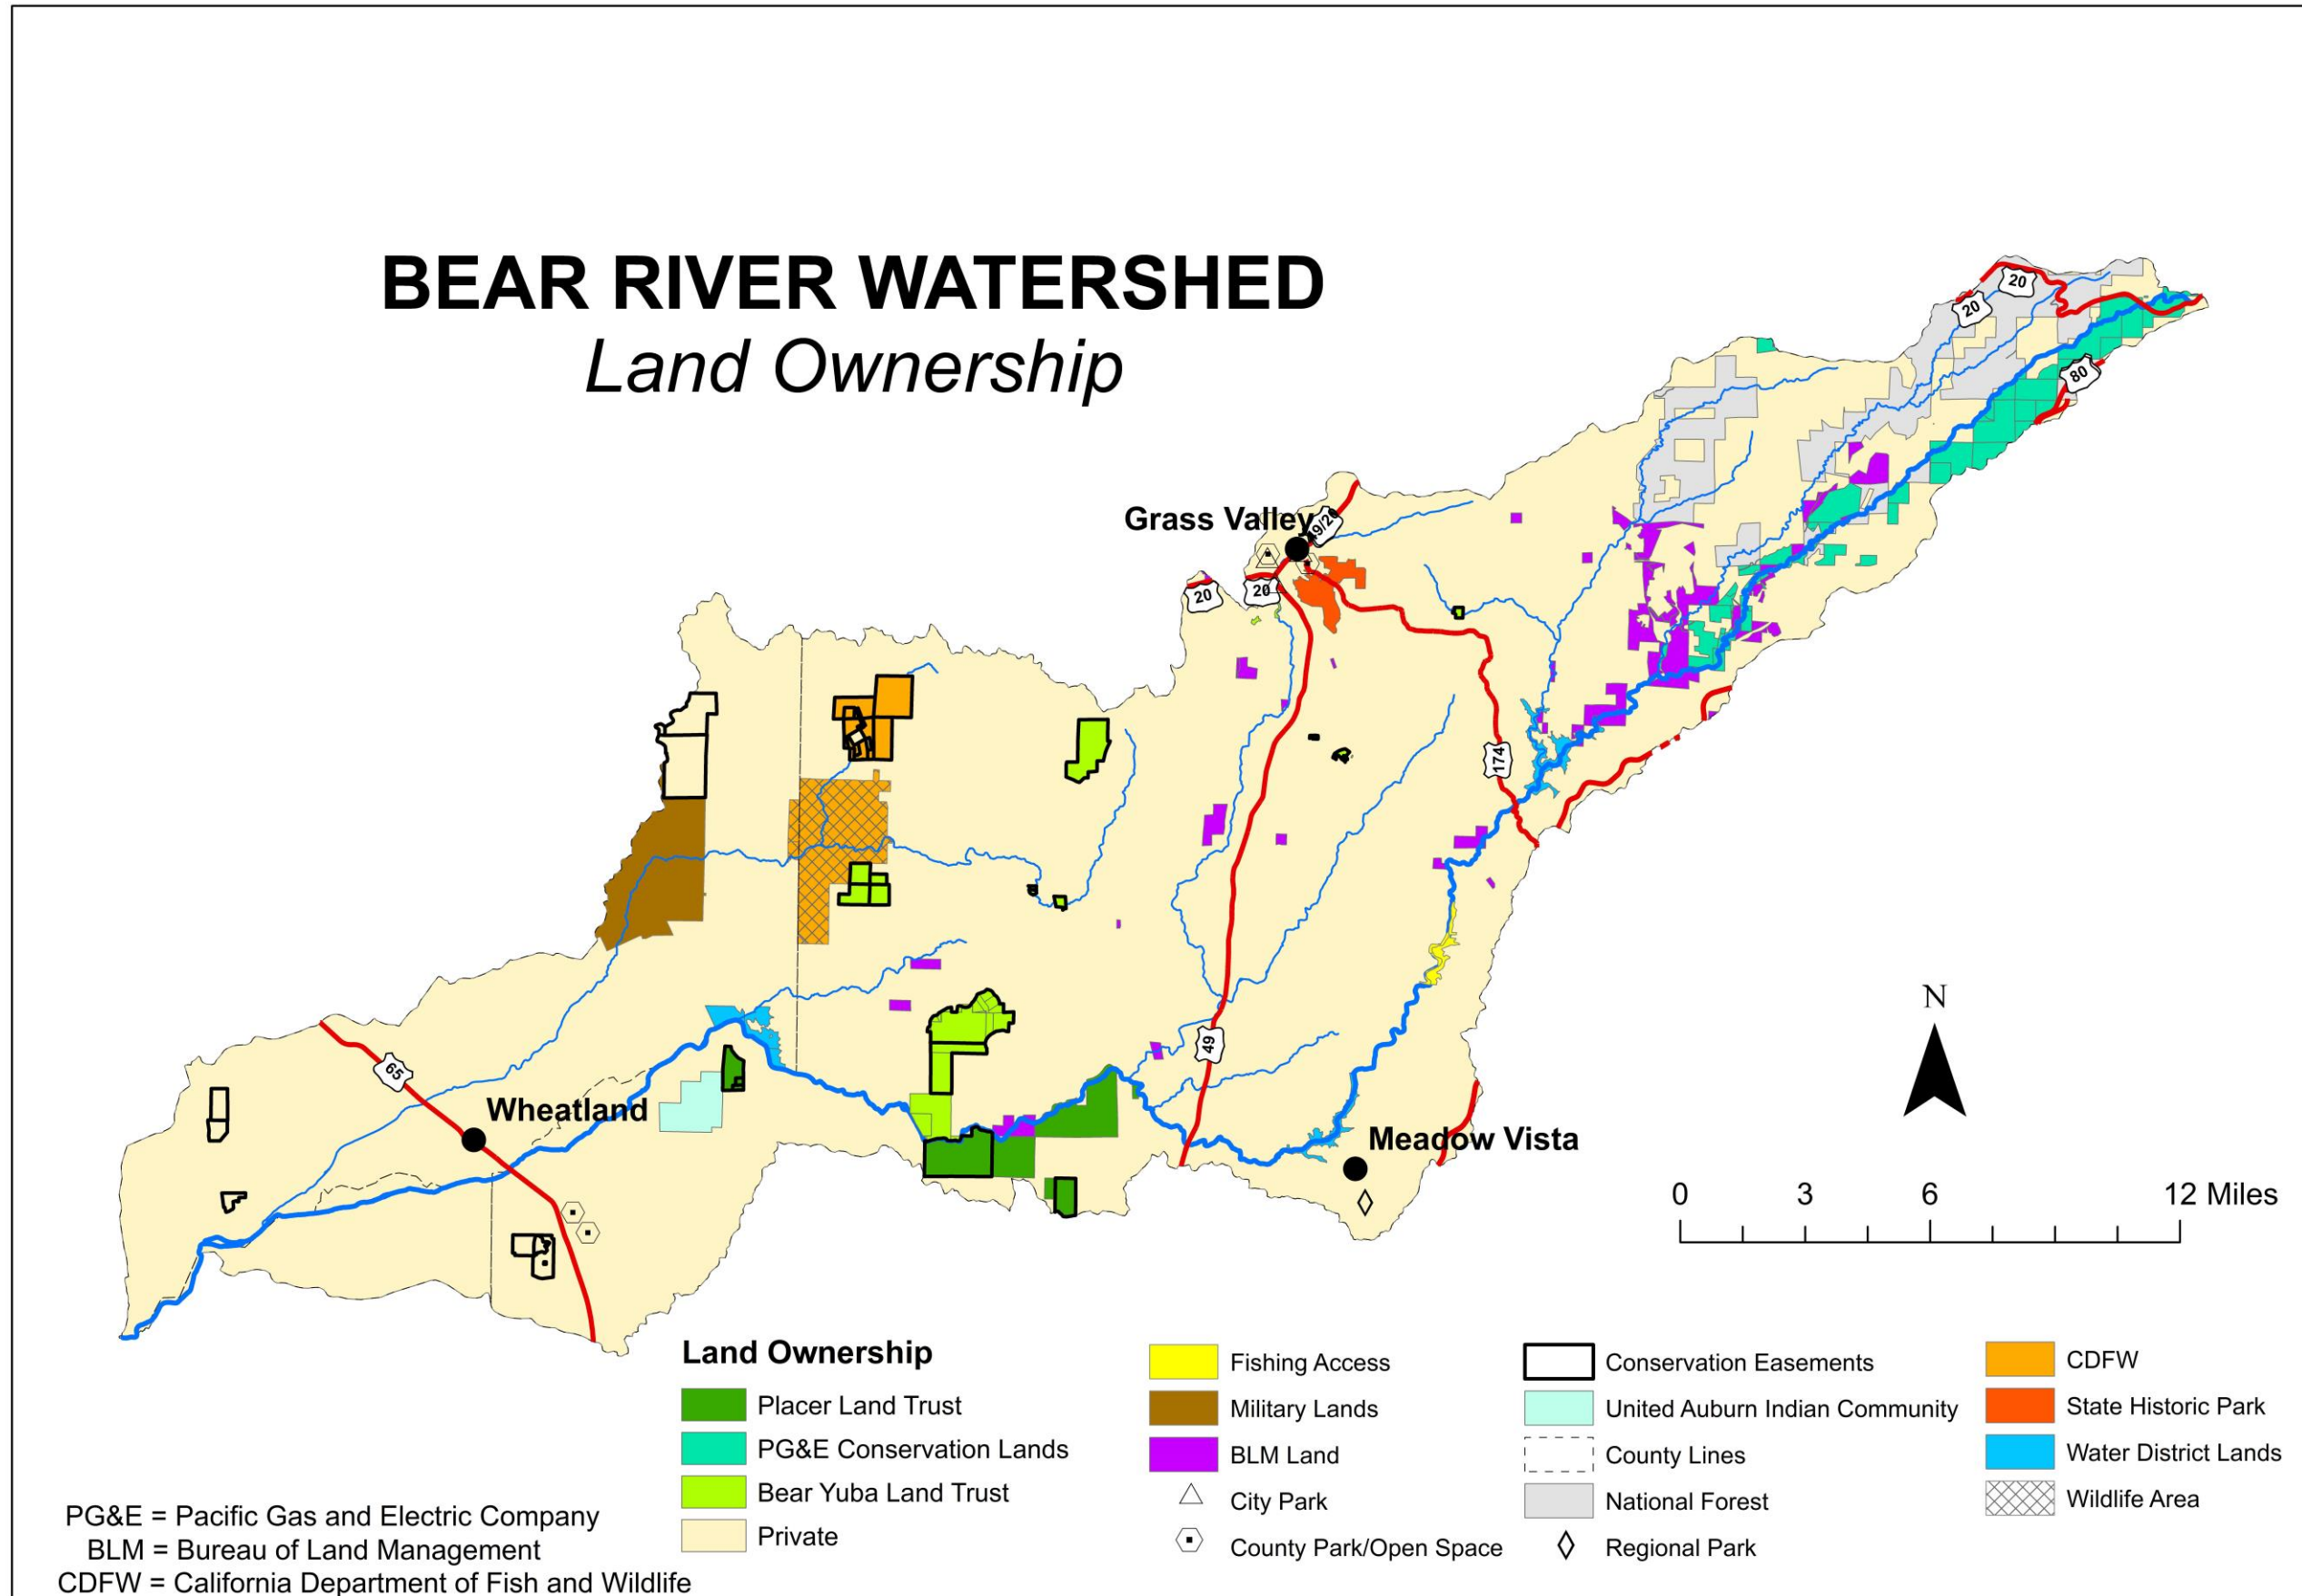 BEAR RIVER WATERSHED
Land Ownership
20
20
80
Grass Valley
49/20
20
20
174
65
Wheatland
49
Meadow Vista
N
0 3 6 12 Miles
Land Ownership
Placer Land Trust
PG&E Conservation Lands
Bear Yuba Land Trust
Private
Fishing Access
Military Lands
BLM Land
City Park
County Park/Open Space
Conservation Easements
United Auburn Indian Community
County Lines
National Forest
Regional Park
CDFW
State Historic Park
Water District Lands
Wildlife Area
PG&E = Pacific Gas and Electric Company
BLM = Bureau of Land Management
CDFW = California Department of Fish and Wildlife